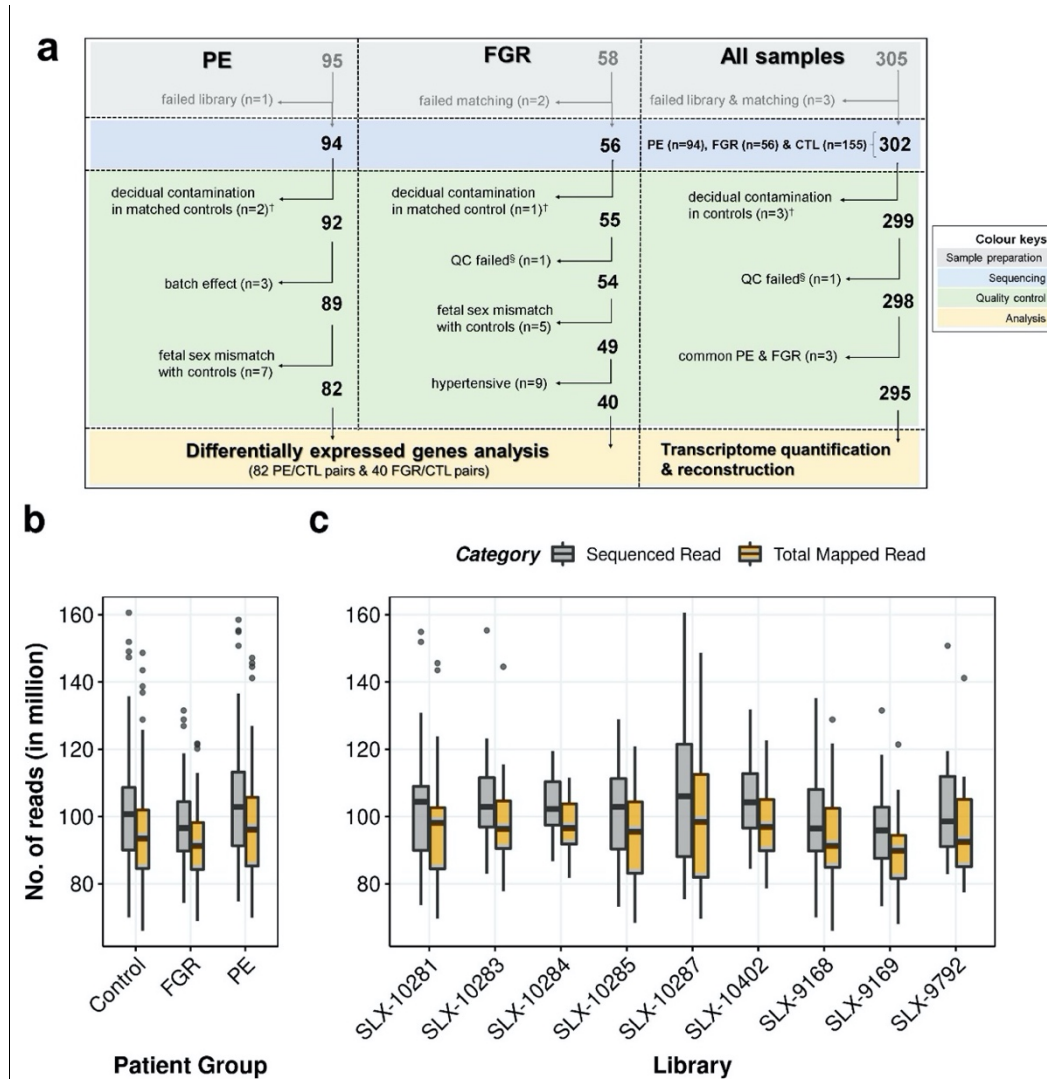 a
PE 95
failed library (n=1)
94
decidual contamination
in matched controls (n=2)†
92
batch effect (n=3)
89
fetal sex mismatch
with controls (n=7)
82
FGR 58
failed matching (n=2)
56
decidual contamination
in matched control (n=1)†
55
QC failed§ (n=1)
54
fetal sex mismatch
with controls (n=5)
49
hypertensive (n=9)
40
All samples 305
failed library & matching (n=3)
PE (n=94), FGR (n=56) & CTL (n=155) 302
decidual contamination
in controls (n=3)†
299
QC failed§ (n=1)
298
common PE & FGR (n=3)
295
Differentially expressed genes analysis
(82 PE/CTL pairs & 40 FGR/CTL pairs)
Transcriptome quantification
& reconstruction
Colour keys
Sample preparation
Sequencing
Quality control
Analysis
b
No. of reads (in million)
160
140
120
100
80
Control
FGR
PE
Patient Group
c
Category Sequenced Read Total Mapped Read
160
140
120
100
80
SLX-10281
SLX-10283
SLX-10284
SLX-10285
SLX-10287
SLX-10402
SLX-9168
SLX-9169
SLX-9792
Library